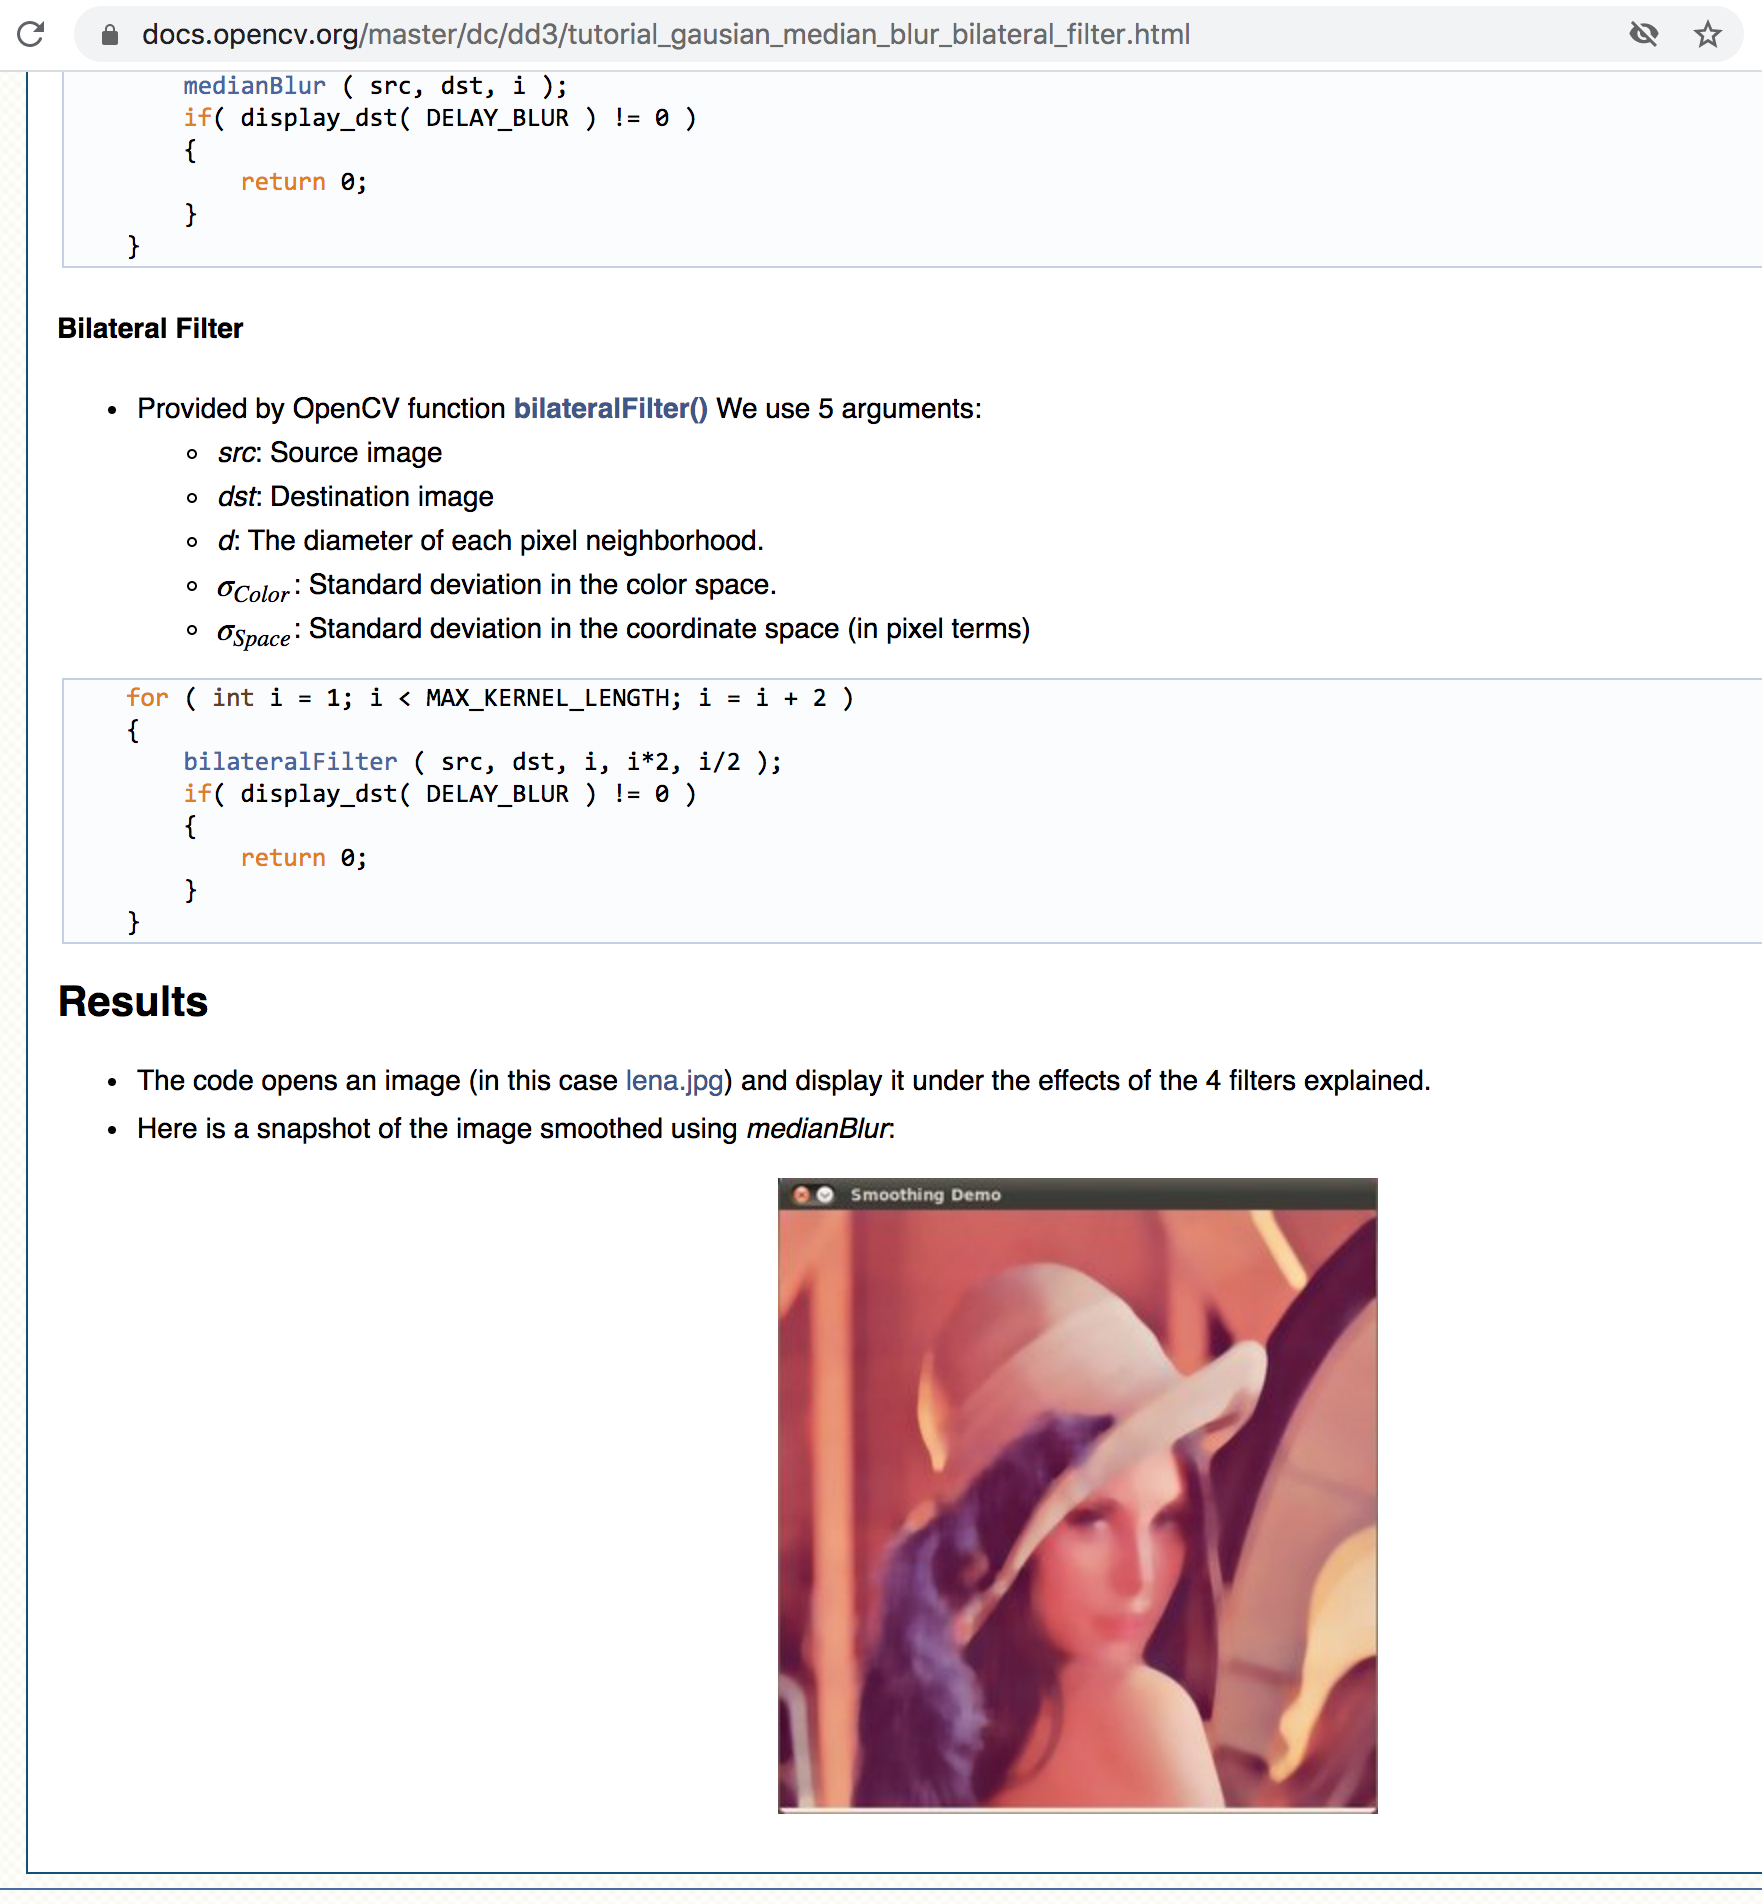 docs.opencv.org/master/dc/dd3/tutorial_gausian_median_blur_bilateral_filter.html
medianBlur ( src, dst, i );
if( display_dst( DELAY_BLUR ) != 0 )
{
return 0;
}
}
Bilateral Filter
• Provided by OpenCV function bilateralFilter() We use 5 arguments:
◦ src: Source image
◦ dst: Destination image
◦ d: The diameter of each pixel neighborhood.
◦ σColor: Standard deviation in the color space.
◦ σSpace: Standard deviation in the coordinate space (in pixel terms)
for ( int i = 1; i < MAX_KERNEL_LENGTH; i = i + 2 )
{
bilateralFilter ( src, dst, i, i*2, i/2 );
if( display_dst( DELAY_BLUR ) != 0 )
{
return 0;
}
}
Results
• The code opens an image (in this case lena.jpg) and display it under the effects of the 4 filters explained.
• Here is a snapshot of the image smoothed using medianBlur:
Smoothing Demo